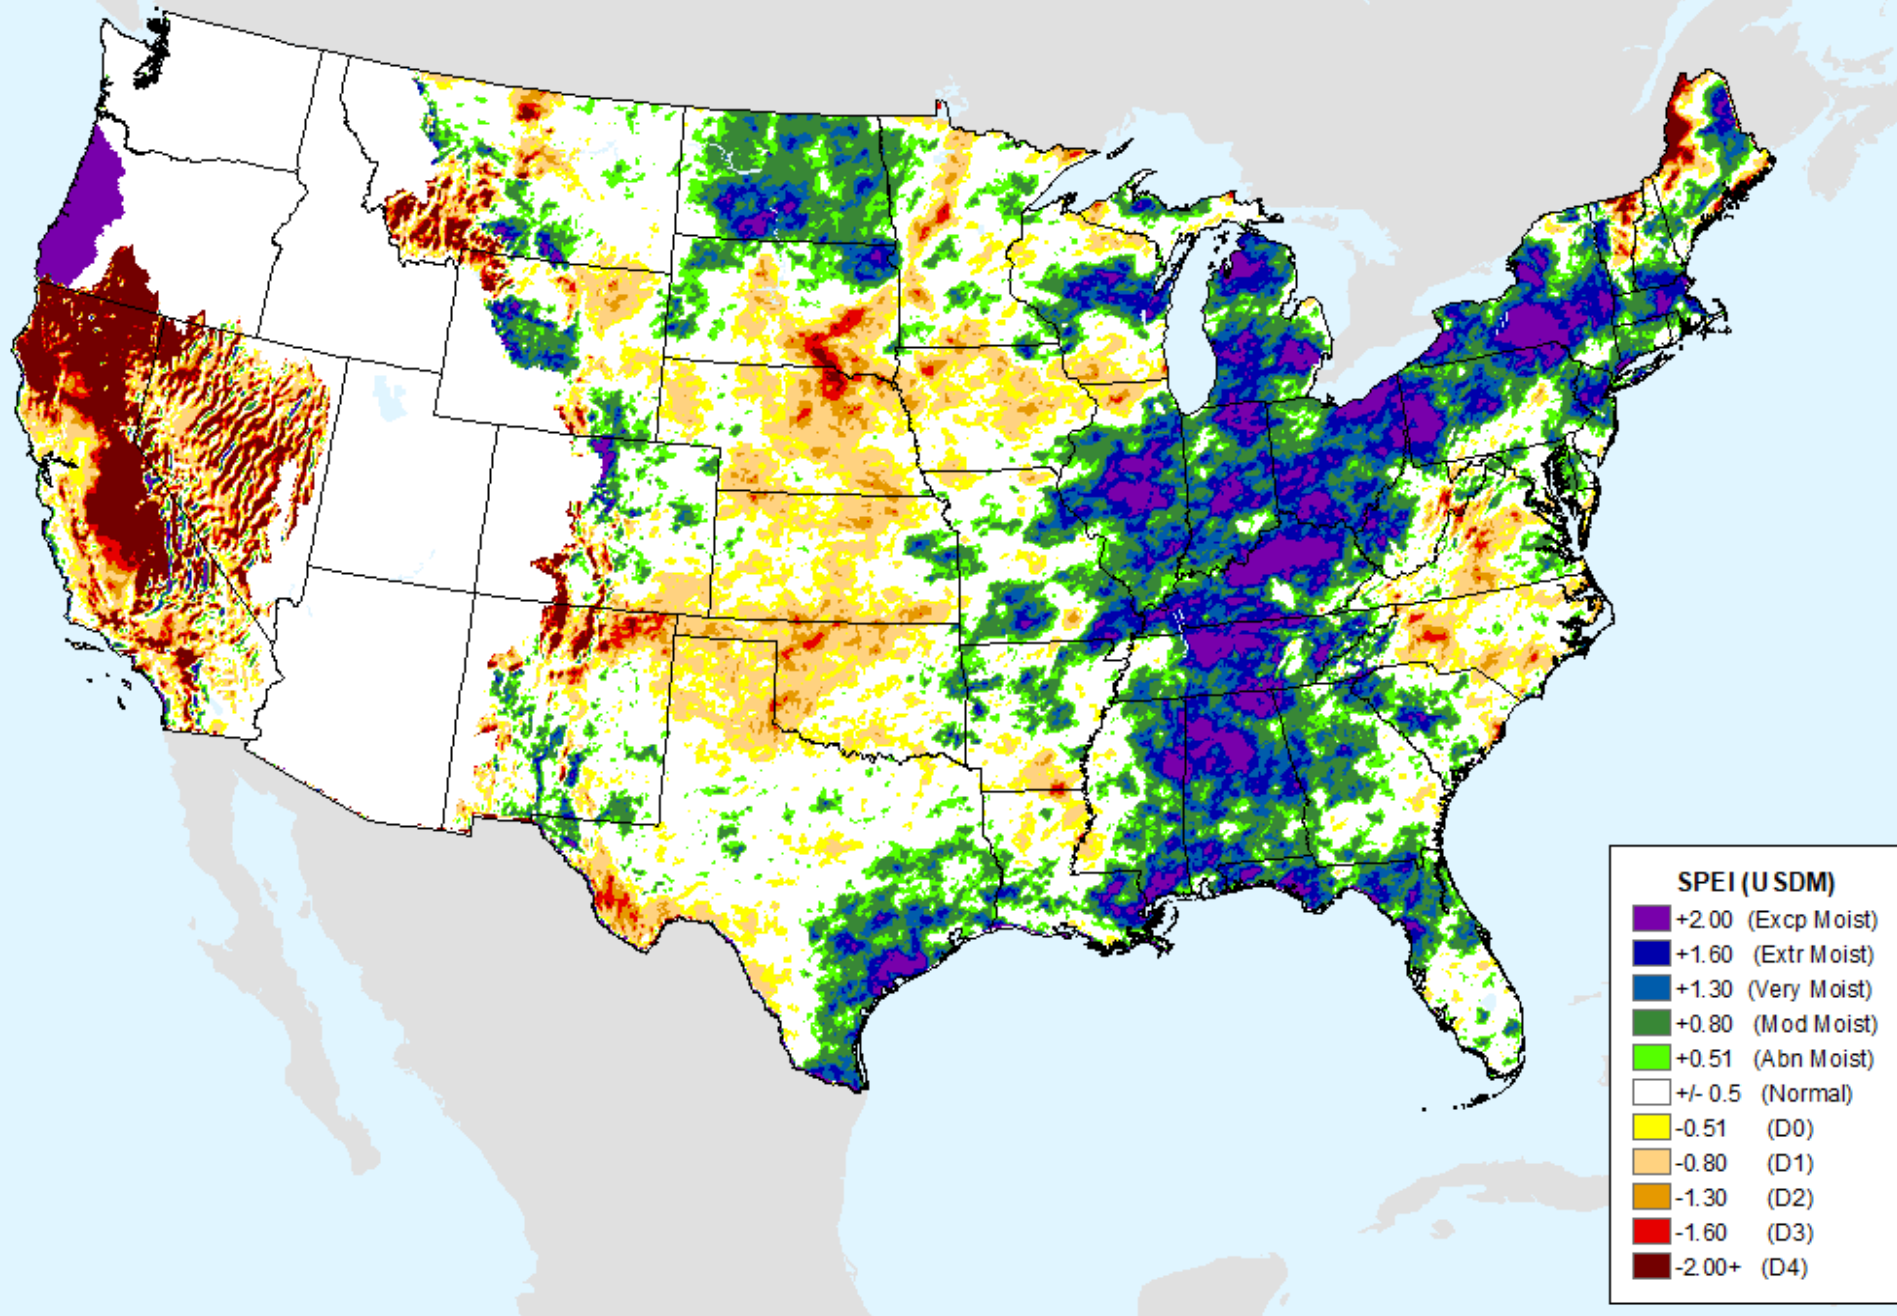 SPEI (USDM)
+2.00 (Excp Moist)
+1.60 (Extr Moist)
+1.30 (Very Moist)
+0.80 (Mod Moist)
+0.51 (Abn Moist)
+/- 0.5 (Normal)
-0.51 (D0)
-0.80 (D1)
-1.30 (D2)
-1.60 (D3)
-2.00+ (D4)